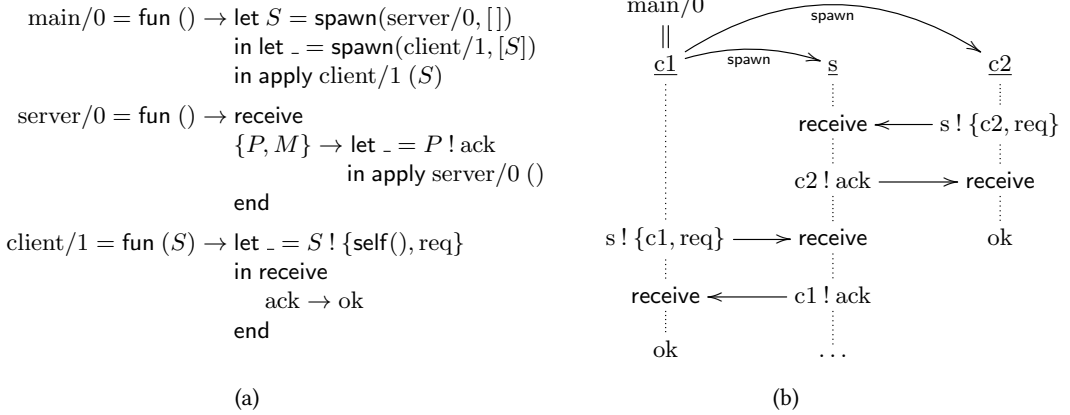 main/0 = fun () → let S = spawn(server/0, [ ])
in let _ = spawn(client/1, [S])
in apply client/1 (S)
server/0 = fun () → receive
{P, M} → let _ = P ! ack
in apply server/0 ()
end
client/1 = fun (S) → let _ = S ! {self(), req}
in receive
ack → ok
end
(a)
main/0
||
spawn
spawn
c1 s c2
receive s ! {c2, req}
c2 ! ack receive
s ! {c1, req} receive ok
receive c1 ! ack
ok ...
(b)